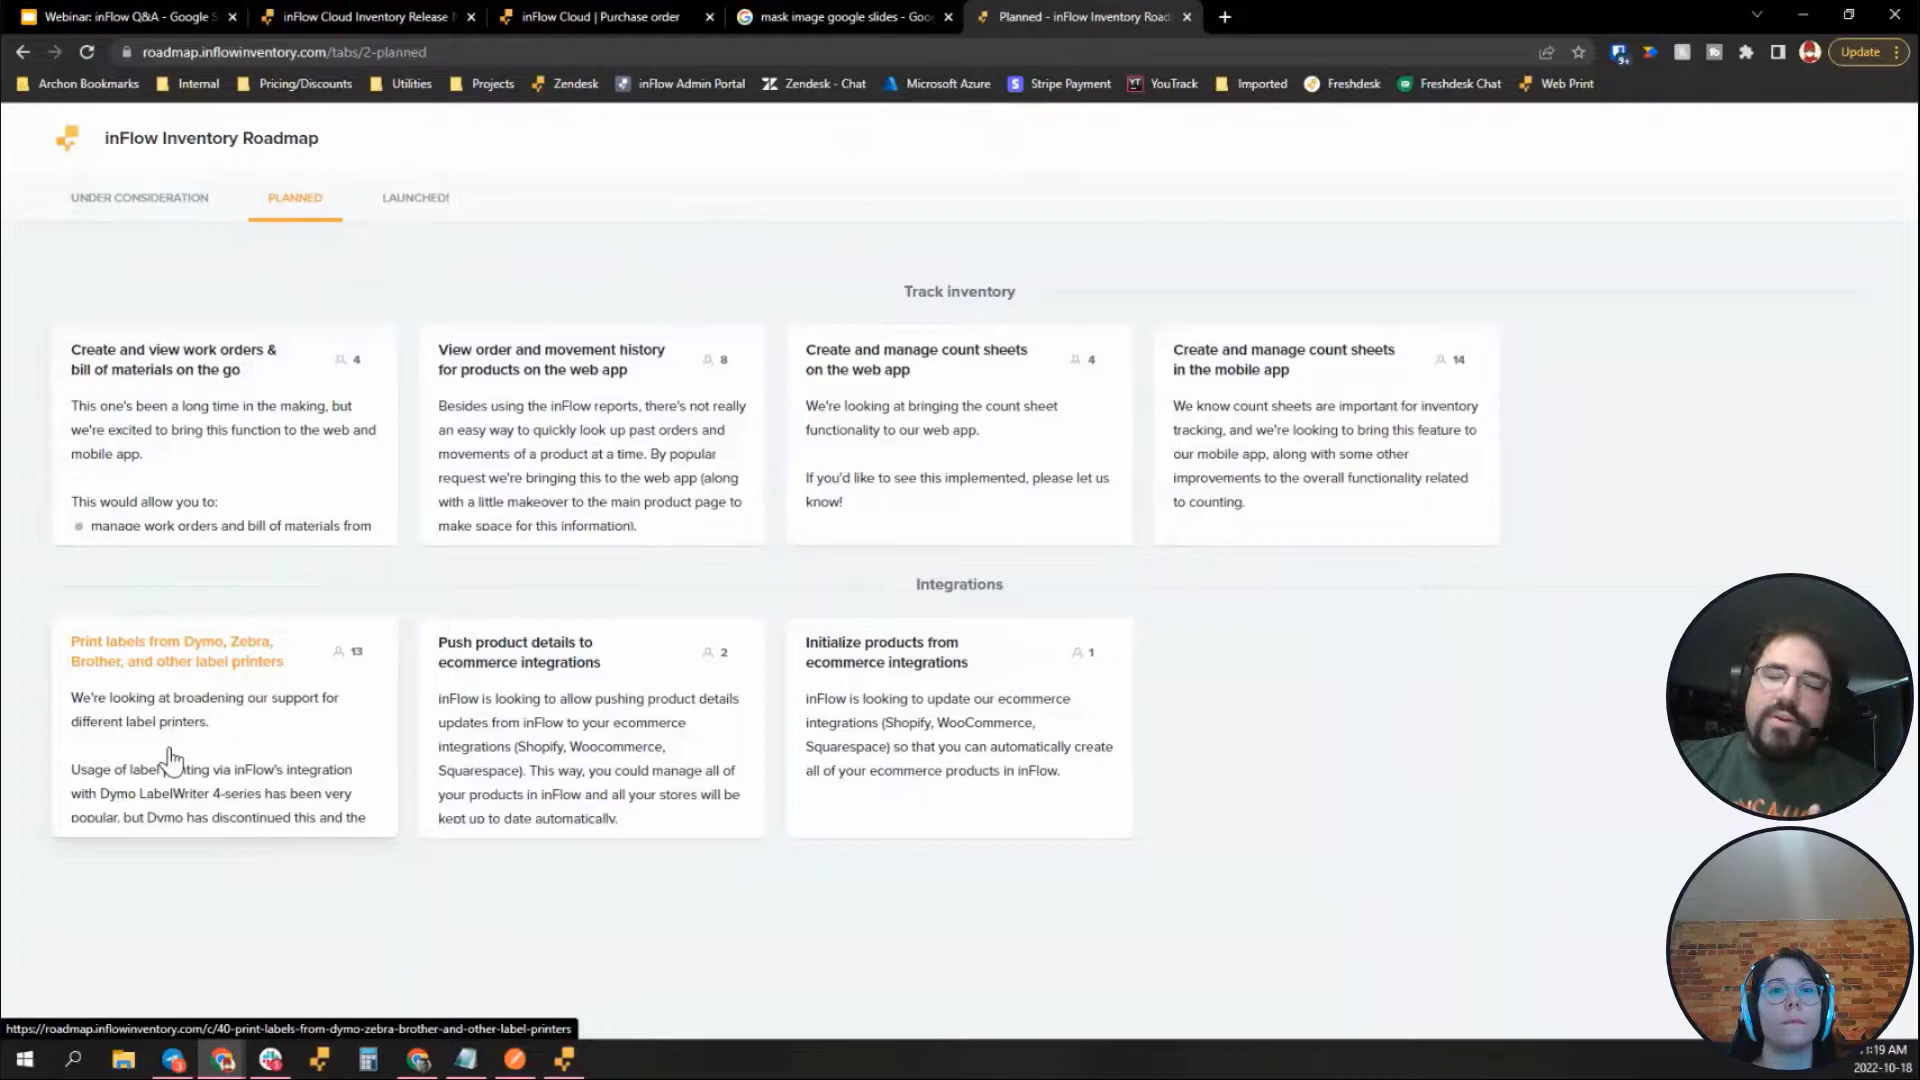 Webinar: inFlow Q&A - Google S
inFlow Cloud Inventory Release
inFlow Cloud | Purchase order
mask image google slides - Goo
Planned - inFlow Inventory Road
roadmap.inflowinventory.com/tabs/2-planned
9+
Update
Archon Bookmarks
Internal
Pricing/Discounts
Utilities
Projects
Zendesk
inFlow Admin Portal
Zendesk - Chat
Microsoft Azure
Stripe Payment
YouTrack
Imported
Freshdesk
Freshdesk Chat
Web Print
inFlow Inventory Roadmap
UNDER CONSIDERATION
PLANNED
LAUNCHED!
Track inventory
Create and view work orders &
bill of materials on the go
4
This one's been a long time in the making, but
we're excited to bring this function to the web and
mobile app.
This would allow you to:
manage work orders and bill of materials from
View order and movement history
for products on the web app
8
Besides using the inFlow reports, there's not really
an easy way to quickly look up past orders and
movements of a product at a time. By popular
request we're bringing this to the web app (along
with a little makeover to the main product page to
make space for this information).
Create and manage count sheets
on the web app
4
We're looking at bringing the count sheet
functionality to our web app.
If you'd like to see this implemented, please let us
know!
Create and manage count sheets
in the mobile app
14
We know count sheets are important for inventory
tracking, and we're looking to bring this feature to
our mobile app, along with some other
improvements to the overall functionality related
to counting.
Integrations
Print labels from Dymo, Zebra,
Brother, and other label printers
13
We're looking at broadening our support for
different label printers.
Usage of label nting via inFlow's integration
with Dymo LabelWriter 4-series has been very
popular, but Dymo has discontinued this and the
Push product details to
ecommerce integrations
2
inFlow is looking to allow pushing product details
updates from inFlow to your ecommerce
integrations (Shopify, Woocommerce,
Squarespace). This way, you could manage all of
your products in inFlow and all your stores will be
kept up to date automatically.
Initialize products from
ecommerce integrations
1
inFlow is looking to update our ecommerce
integrations (Shopify, WooCommerce,
Squarespace) so that you can automatically create
all of your ecommerce products in inFlow.
https://roadmap.inflowinventory.com/c/40-print-labels-from-dymo-zebra-brother-and-other-label-printers
:19 AM
2022-10-18